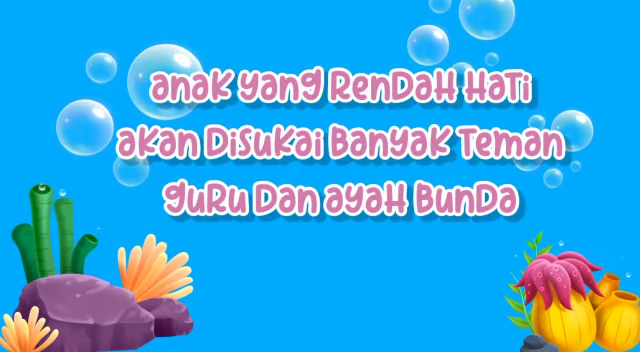 anak yang Rendah Hati
akan Disukai Banyak Teman
guru Dan ayah Bunda